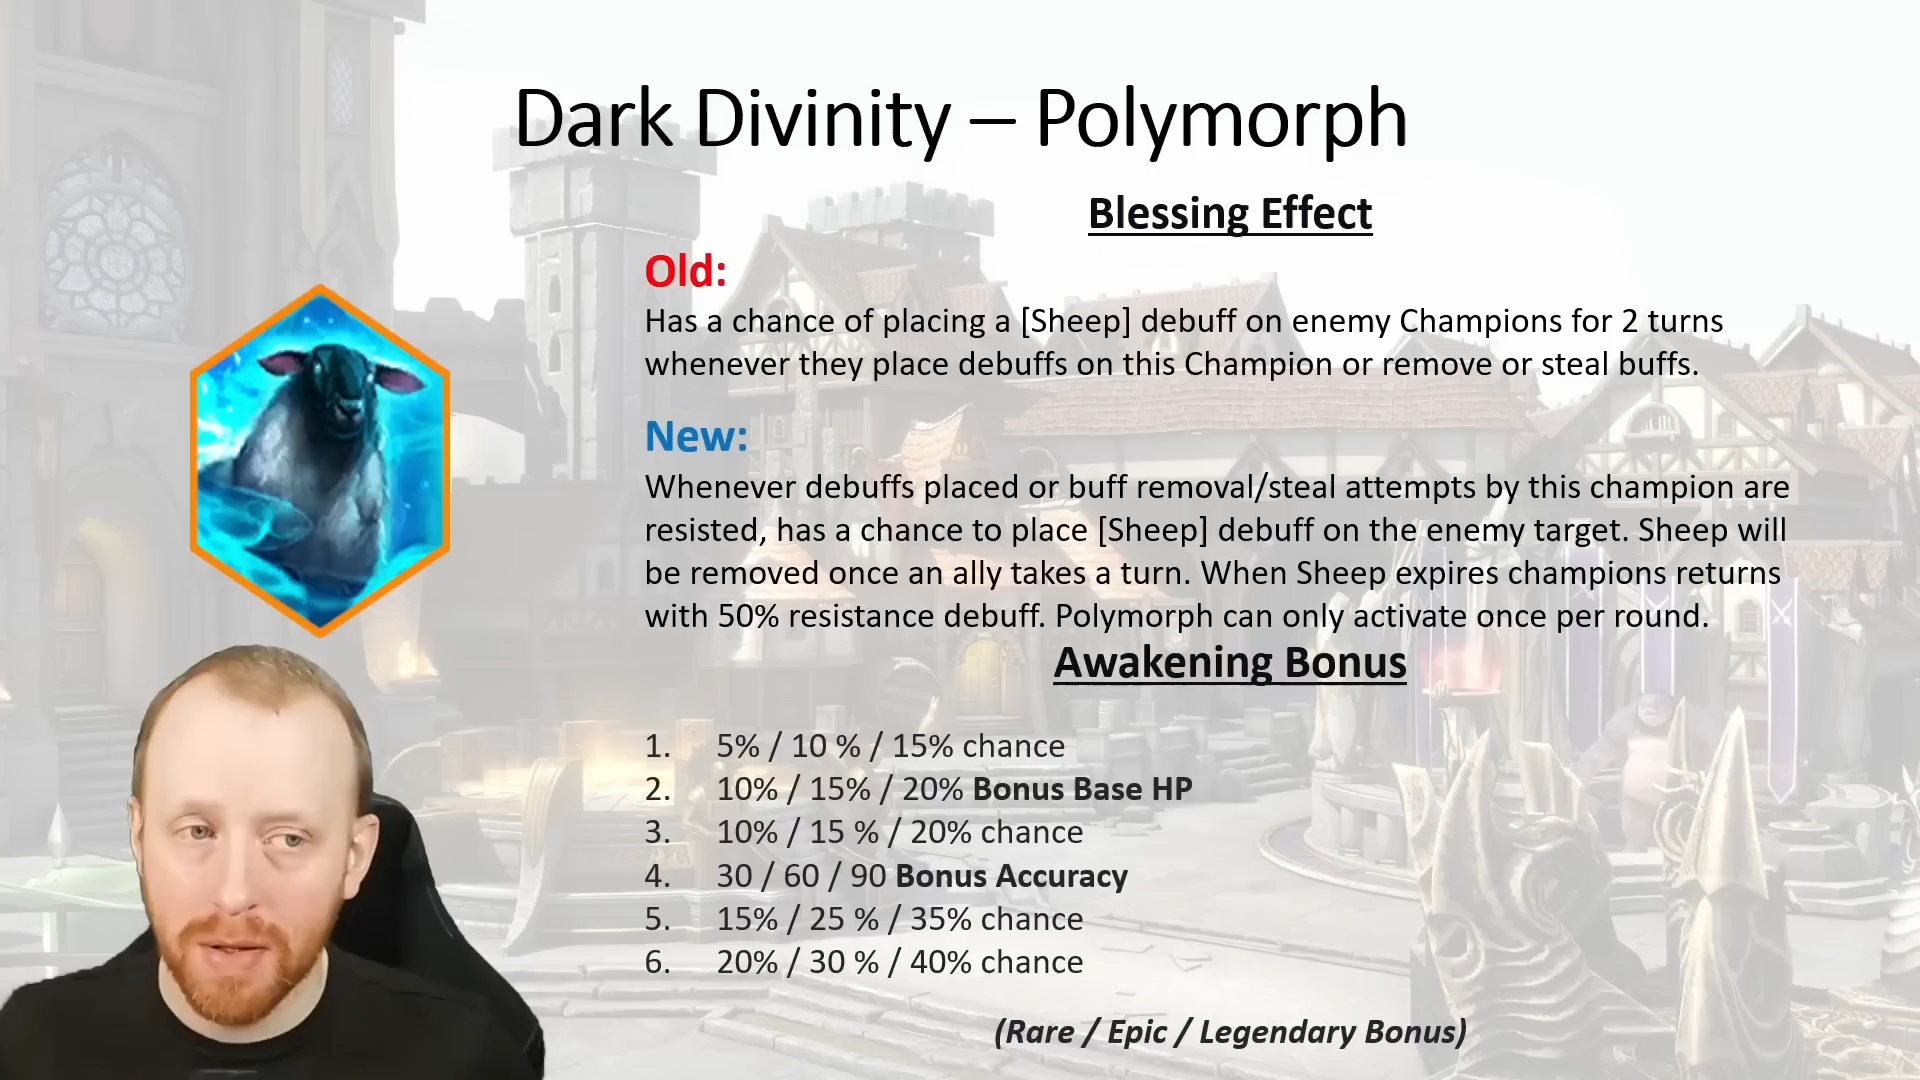 Dark Divinity – Polymorph
Blessing Effect
Old:
Has a chance of placing a [Sheep] debuff on enemy Champions for 2 turns
whenever they place debuffs on this Champion or remove or steal buffs.
New:
Whenever debuffs placed or buff removal/steal attempts by this champion are
resisted, has a chance to place [Sheep] debuff on the enemy target. Sheep will
be removed once an ally takes a turn. When Sheep expires champions returns
with 50% resistance debuff. Polymorph can only activate once per round.
Awakening Bonus
1. 5% / 10 % / 15% chance
2. 10% / 15% / 20% Bonus Base HP
3. 10% / 15 % / 20% chance
4. 30 / 60 / 90 Bonus Accuracy
5. 15% / 25 % / 35% chance
6. 20% / 30 % / 40% chance
(Rare / Epic / Legendary Bonus)